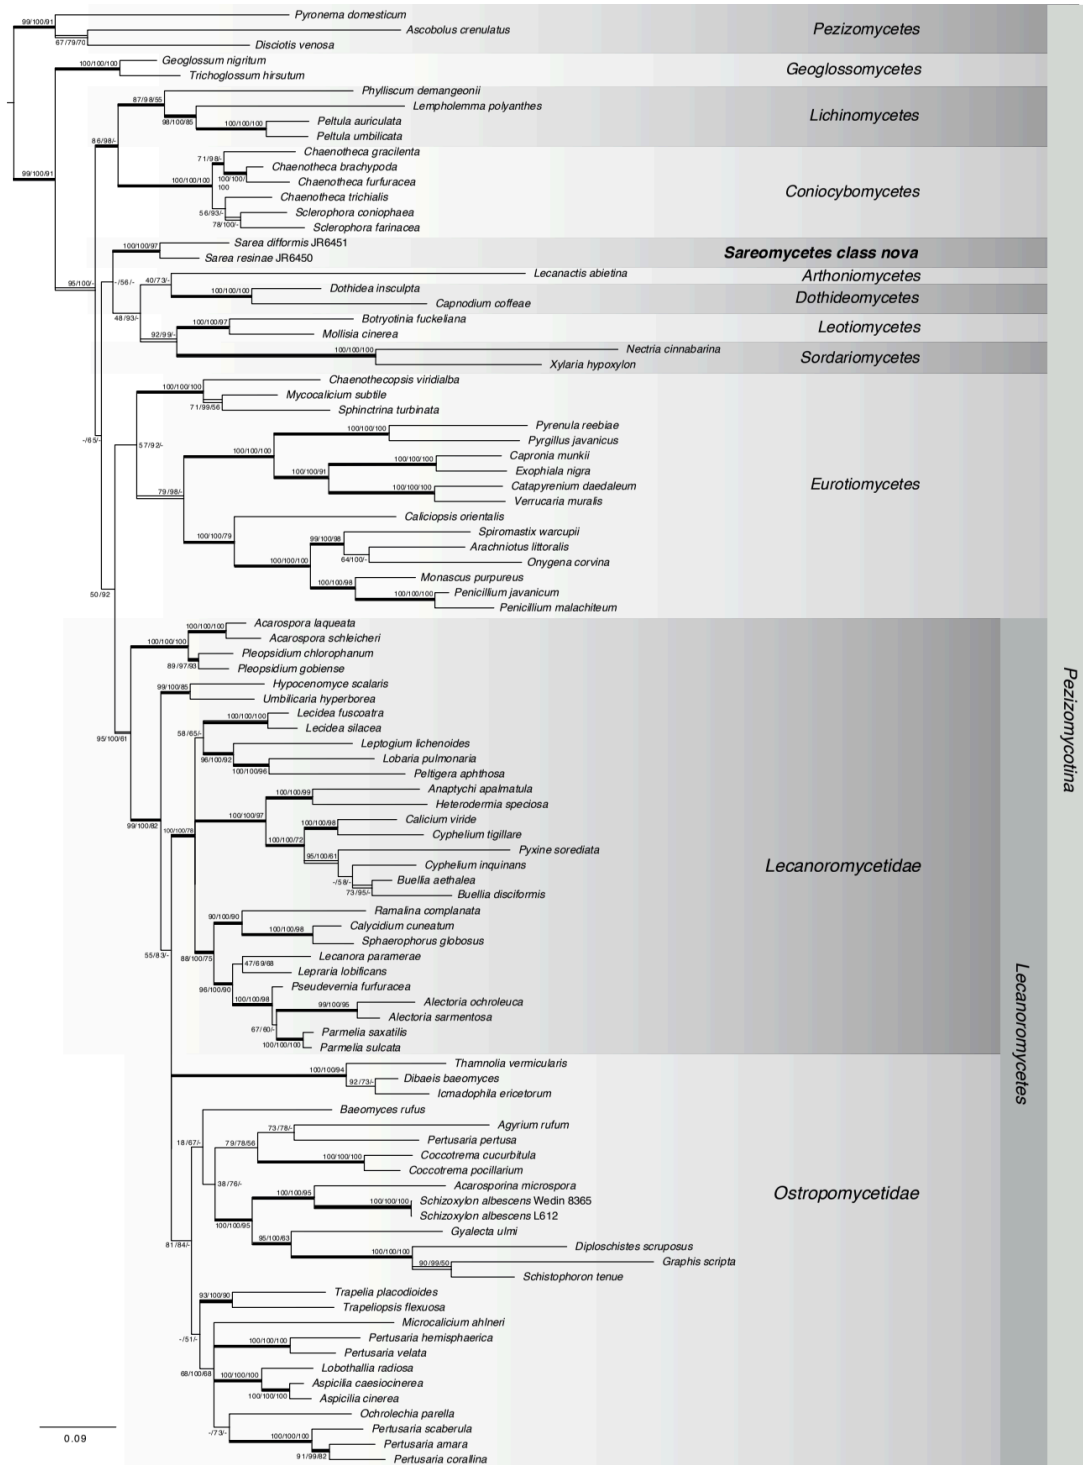 99/100/91
Pyronema domesticum
Ascobolus crenulatus
67/79/70
Disciotis venosa
Pezizomycetes
100/100/100
Geoglossum nigritum
Trichoglossum hirsutum
Geoglossomycetes
87/98/55
Phylliscum demangeonii
Lempholemma polyanthes
98/100/85
100/100/100
Peltula auriculata
Peltula umbilicata
Lichinomycetes
86/98/-
71/98/-
Chaenotheca gracilenta
Chaenotheca brachypoda
99/100/91
100/100/100
100/100/
100
Chaenotheca furfuracea
Chaenotheca trichialis
56/93/-
Sclerophora coniophaea
78/100/-
Sclerophora farinacea
Coniocybomycetes
100/100/97
Sarea difformis JR6451
Sarea resinae JR6450
Sareomycetes class nova
95/100/-
-/56/-
40/73/-
Lecanactis abietina
Arthoniomycetes
100/100/100
Dothidea insculpta
Capnodium coffeae
Dothideomycetes
48/93/-
100/100/97
Botryotinia fuckeliana
Mollisia cinerea
Leotiomycetes
92/99/-
100/100/100
Nectria cinnabarina
Xylaria hypoxylon
Sordariomycetes
100/100/100
Chaenothecopsis viridialba
Mycocalicium subtile
71/99/56
Sphinctrina turbinata
-/65/-
57/92/-
100/100/100
Pyrenula reebiae
Pyrgillus javanicus
100/100/100
100/100/100
Capronia munkii
Exophiala nigra
100/100/91
100/100/100
Catapyrenium daedaleum
Verrucaria muralis
Eurotiomycetes
79/98/-
Caliciopsis orientalis
100/100/79
Spiromastix warcupii
99/100/98
Arachniotus littoralis
64/100/-
Onygena corvina
100/100/100
Monascus purpureus
100/100/98
100/100/100
Penicillium javanicum
Penicillium malachiteum
50/92
Acarospora laqueata
100/100/100
Acarospora schleicheri
100/100/100
Pleopsidium chlorophanum
89/97/93
Pleopsidium gobiense
99/100/85
Hypocenomyce scalaris
Umbilicaria hyperborea
100/100/100
Lecidea fuscoatra
Lecidea silacea
58/65/-
95/100/61
Leptogium lichenoides
96/100/92
Lobaria pulmonaria
100/100/96
Peltigera aphthosa
Pezizomycotina
100/100/99
Anaptychi apalmatula
Heterodermia speciosa
99/100/82
100/100/78
100/100/97
100/100/98
Calicium viride
Cyphelium tigillare
100/100/72
Pyxine sorediata
95/100/61
Cyphelium inquinans
-/58/-
Buellia aethalea
73/95/-
Buellia disciformis
Lecanoromycetidae
90/100/90
Ramalina complanata
100/100/98
Calycidium cuneatum
Sphaerophorus globosus
55/83/-
88/100/75
Lecanora paramerae
47/69/68
Lepraria lobificans
96/100/90
Pseudevernia furfuracea
100/100/98
99/100/95
Alectoria ochroleuca
Alectoria sarmentosa
67/60/-
Parmelia saxatilis
100/100/100
Parmelia sulcata
Lecanoromycetes
Thamnolia vermicularis
100/100/94
Dibaeis baeomyces
92/73/-
Icmadophila ericetorum
Baeomyces rufus
73/78/-
Agyrium rufum
Pertusaria pertusa
18/67/-
79/78/56
100/100/100
Coccotrema cucurbitula
Coccotrema pocillarium
38/76/-
Acarosporina microspora
100/100/95
100/100/100
Schizoxylon albescens Wedin 8365
Schizoxylon albescens L612
Ostropomycetidae
100/100/95
Gyalecta ulmi
95/100/63
Diploschistes scruposus
100/100/100
Graphis scripta
90/99/50
Schistophoron tenue
81/84/-
93/100/90
Trapelia placodioides
Trapeliopsis flexuosa
Microcalicium ahlneri
-/51/-
100/100/100
Pertusaria hemisphaerica
Pertusaria velata
68/100/68
Lobothallia radiosa
100/100/100
Aspicilia caesiocinerea
100/100/100
Aspicilia cinerea
Ochrolechia parella
-/73/-
Pertusaria scaberula
100/100/100
Pertusaria amara
91/99/82
Pertusaria corallina
0.09